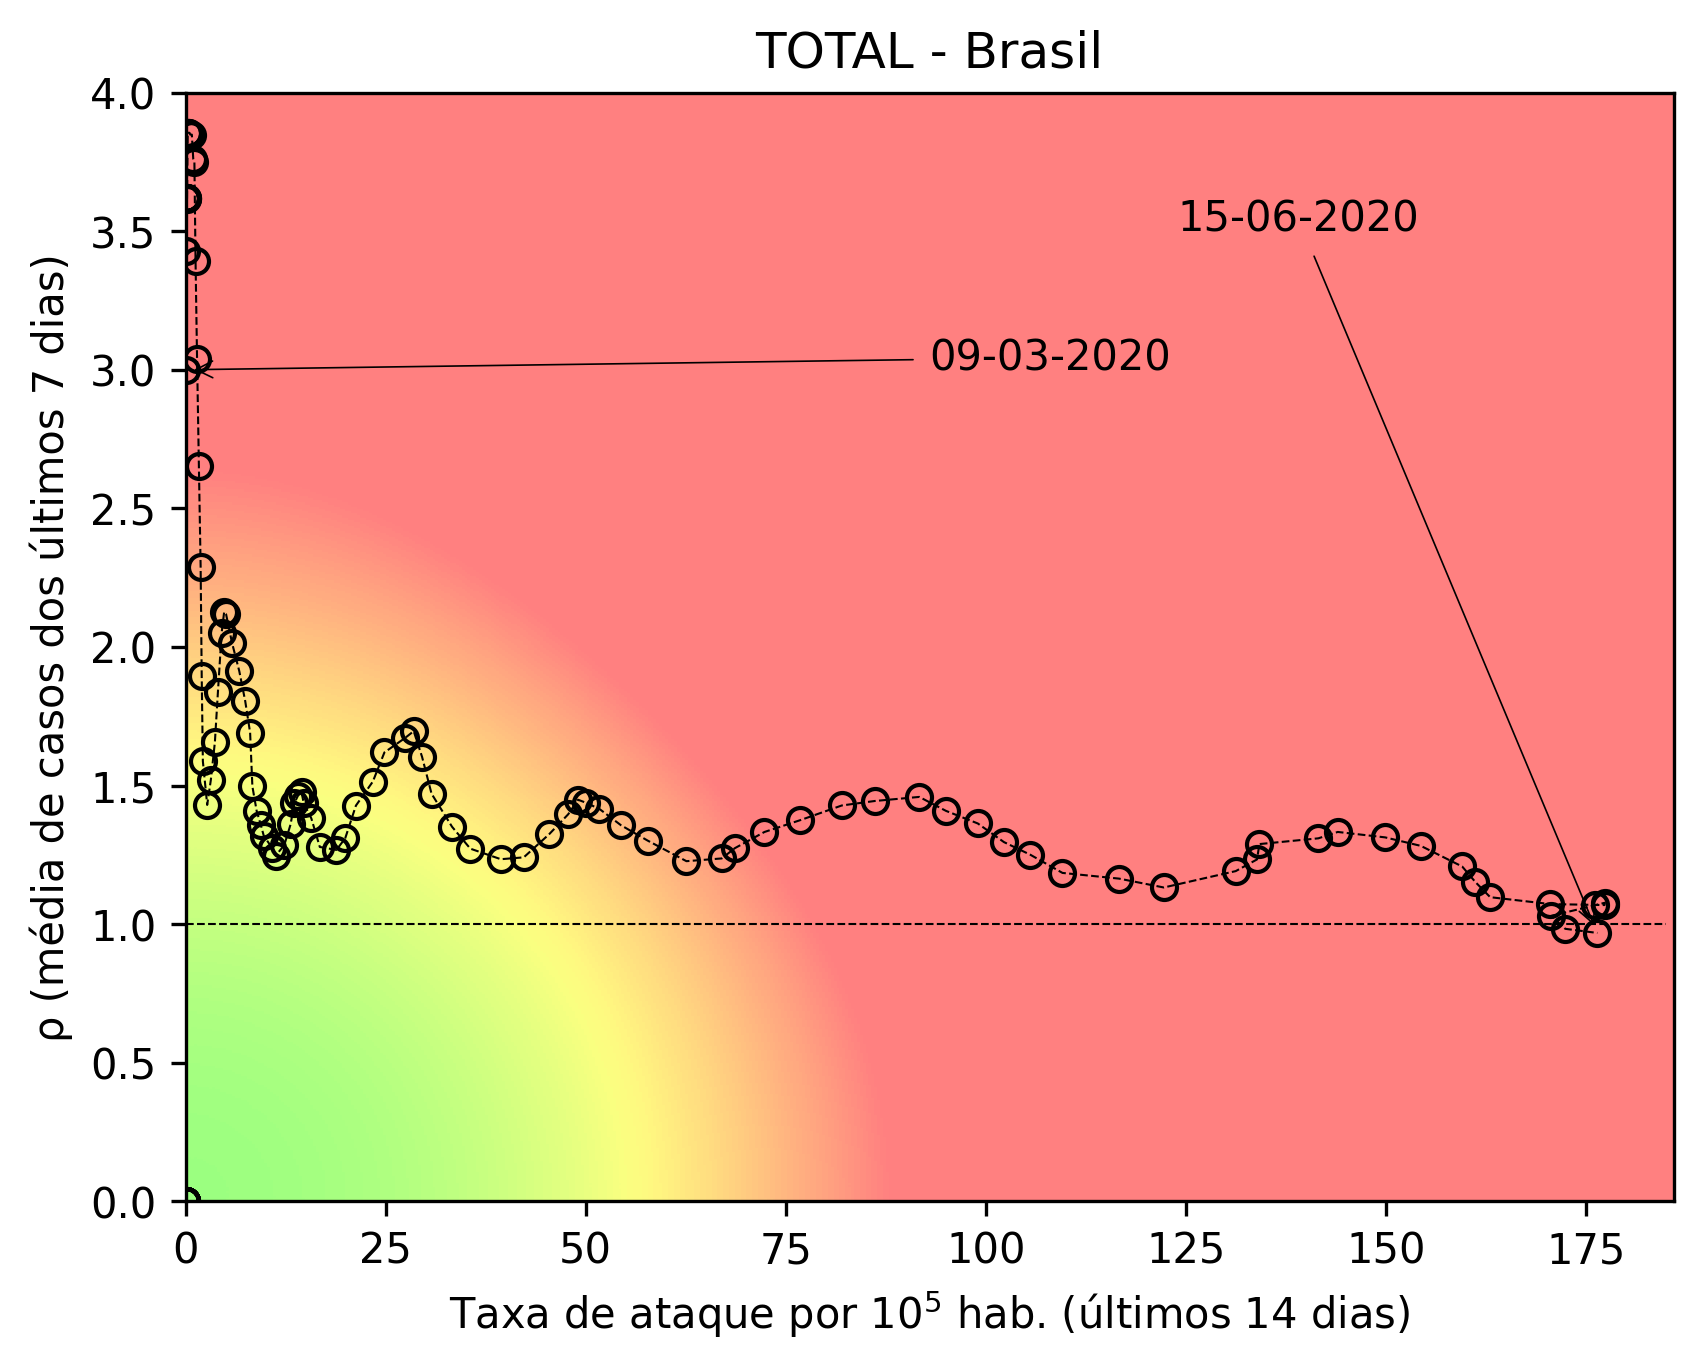 TOTAL - Brasil
4.0
3.5
3.0
2.5
2.0
1.5
1.0
0.5
0.0
ρ (média de casos dos últimos 7 dias)
15-06-2020
09-03-2020
0 25 50 75 100 125 150 175
Taxa de ataque por 10⁵ hab. (últimos 14 dias)